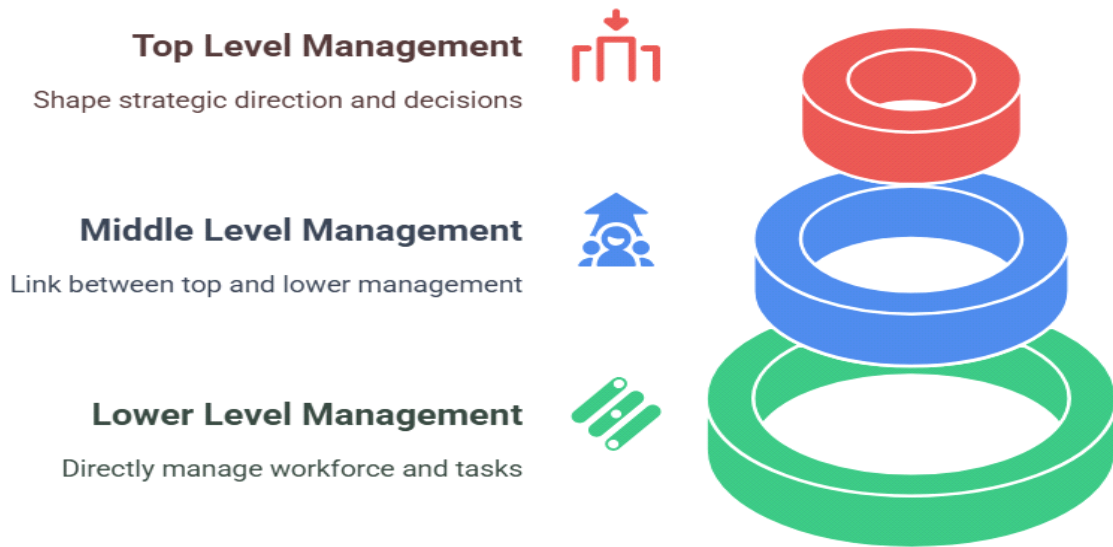 Top Level Management
Shape strategic direction and decisions
Middle Level Management
Link between top and lower management
Lower Level Management
Directly manage workforce and tasks